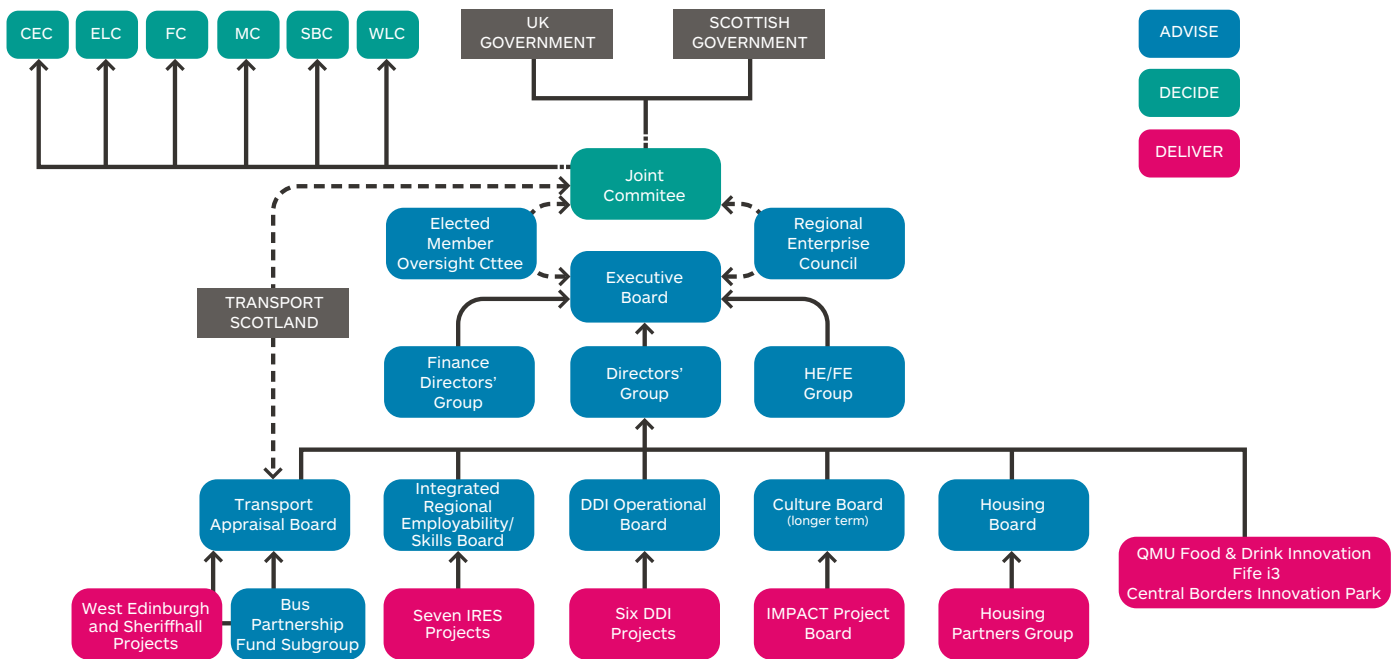 CEC
ELC
FC
MC
SBC
WLC
UK
GOVERNMENT
SCOTTISH
GOVERNMENT
ADVISE
DECIDE
DELIVER
Joint
Commitee
Elected
Member
Oversight Cttee
Regional
Enterprise
Council
Executive
Board
TRANSPORT
SCOTLAND
Finance
Directors’
Group
Directors’
Group
HE/FE
Group
Transport
Appraisal Board
Integrated
Regional
Employability/
Skills Board
DDI Operational
Board
Culture Board
(longer term)
Housing
Board
QMU Food & Drink Innovation
Fife i3
Central Borders Innovation Park
West Edinburgh
and Sheriffhall
Projects
Bus
Partnership
Fund Subgroup
Seven IRES
Projects
Six DDI
Projects
IMPACT Project
Board
Housing
Partners Group